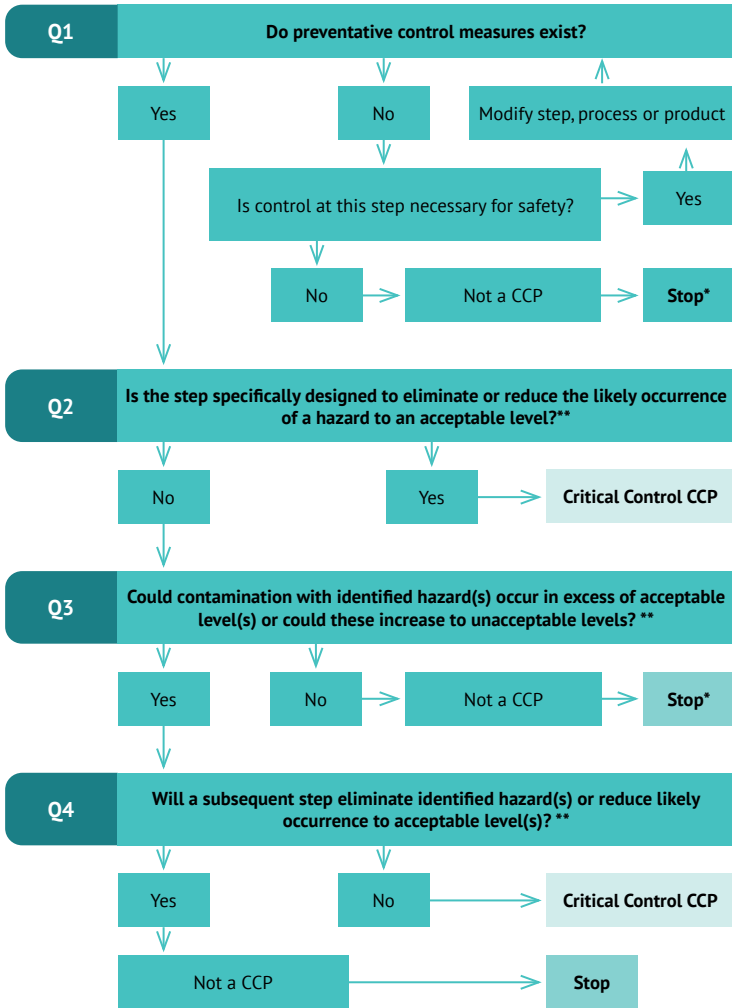 Q1
Do preventative control measures exist?
Yes
No
Modify step, process or product
Is control at this step necessary for safety?
Yes
No
Not a CCP
Stop*
Q2
Is the step specifically designed to eliminate or reduce the likely occurrence
of a hazard to an acceptable level?**
No
Yes
Critical Control CCP
Q3
Could contamination with identified hazard(s) occur in excess of acceptable
level(s) or could these increase to unacceptable levels? **
Yes
No
Not a CCP
Stop*
Q4
Will a subsequent step eliminate identified hazard(s) or reduce likely
occurrence to acceptable level(s)? **
Yes
No
Critical Control CCP
Not a CCP
Stop